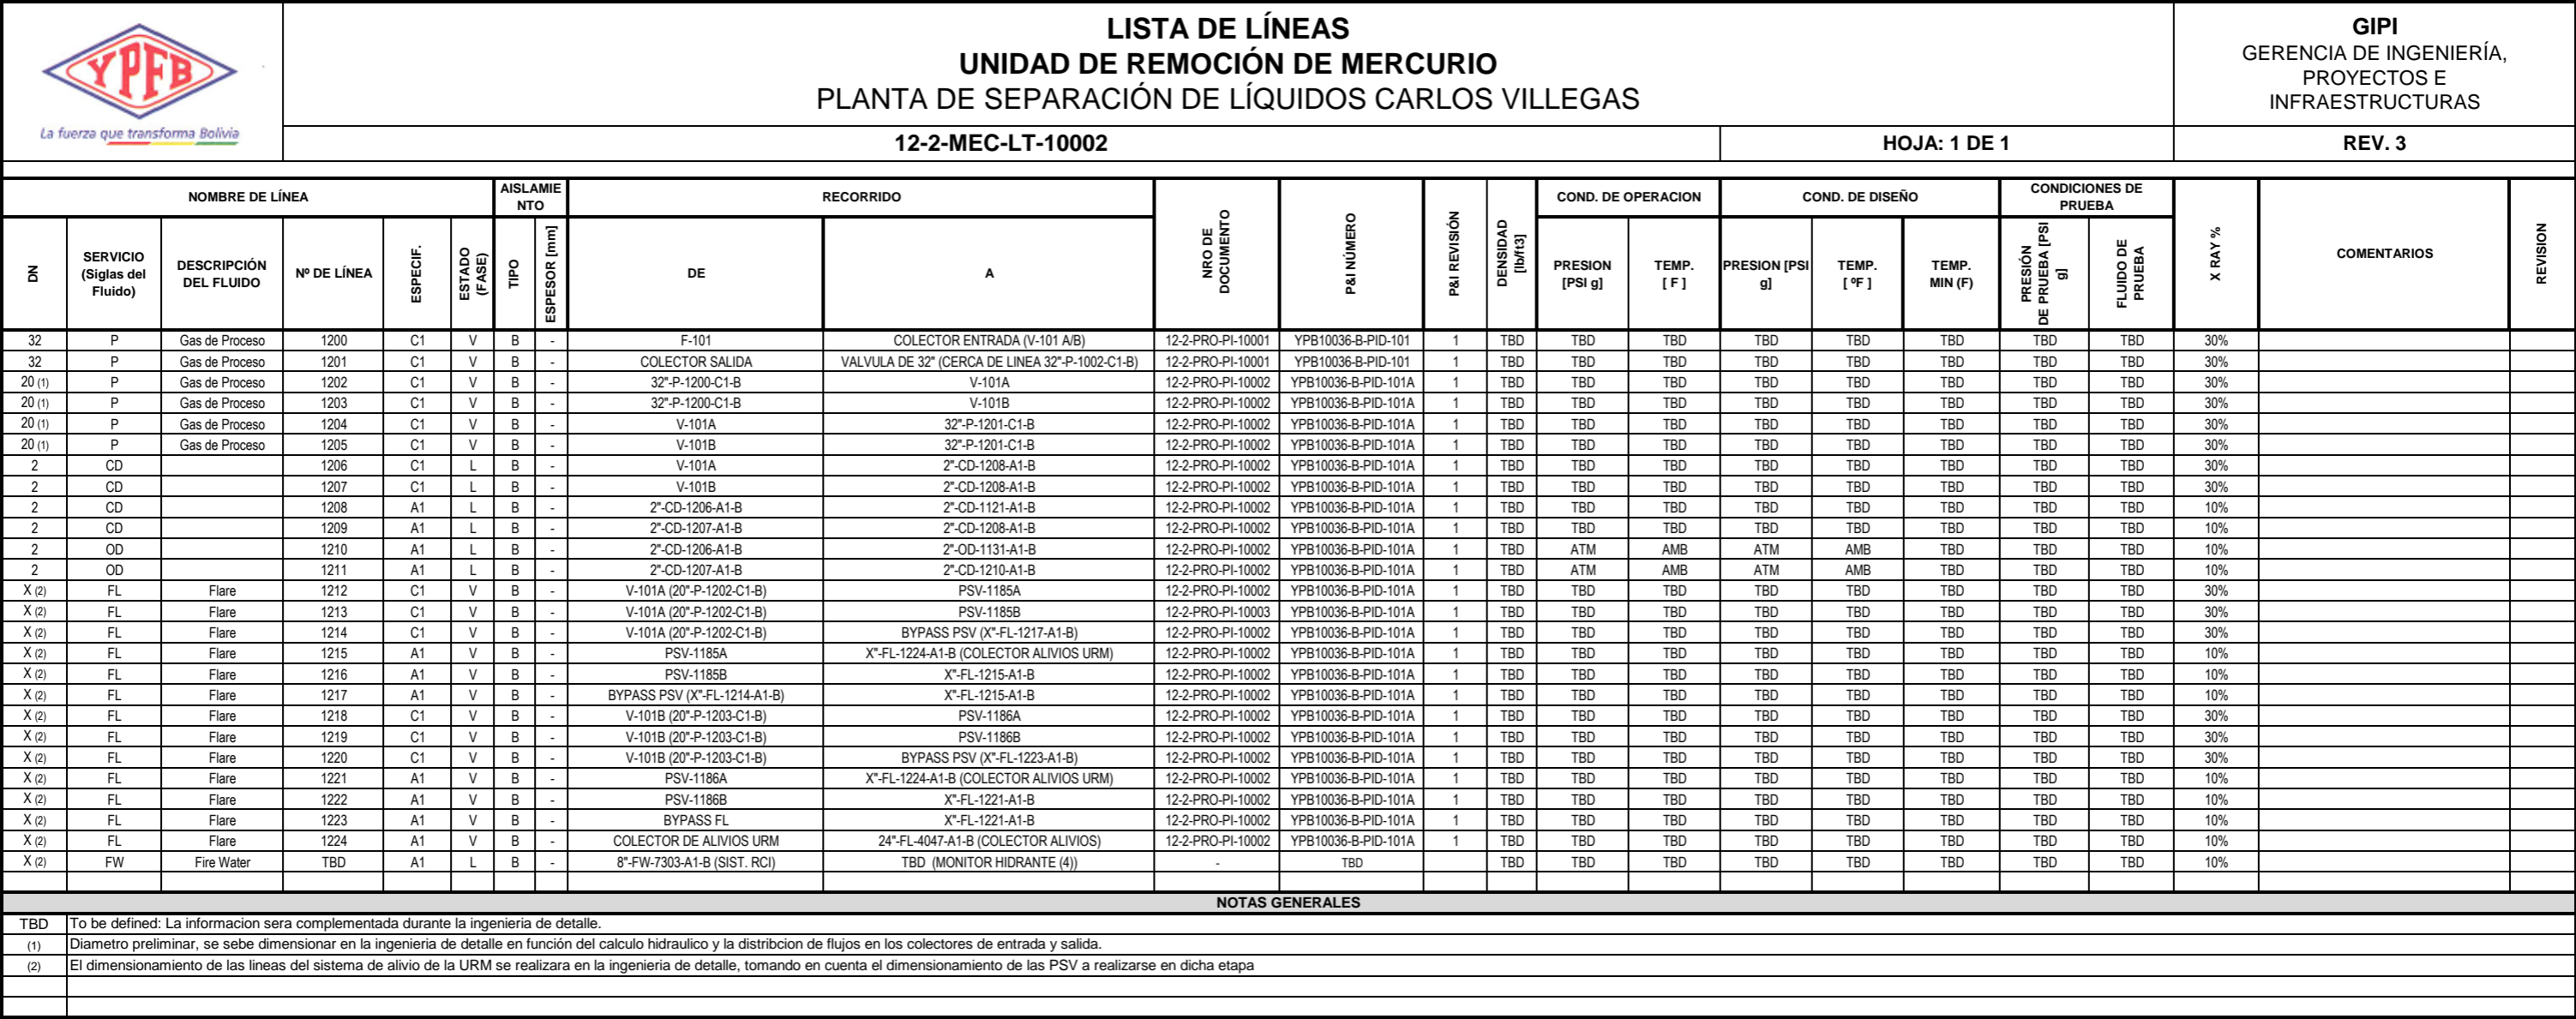 YPFB
La fuerza que transforma Bolivia
LISTA DE LÍNEAS
UNIDAD DE REMOCIÓN DE MERCURIO
PLANTA DE SEPARACIÓN DE LÍQUIDOS CARLOS VILLEGAS
GIPI
GERENCIA DE INGENIERÍA,
PROYECTOS E
INFRAESTRUCTURAS
12-2-MEC-LT-10002 HOJA: 1 DE 1 REV. 3
NOMBRE DE LÍNEA
AISLAMIE
NTO
RECORRIDO
NRO DE
DOCUMENTO
P&I NÚMERO
P&I REVISIÓN
DENSIDAD
[lb/ft3]
COND. DE OPERACION
COND. DE DISEÑO
CONDICIONES DE
PRUEBA
X RAY %
COMENTARIOS
REVISION
DN
SERVICIO
(Siglas del
Fluido)
DESCRIPCIÓN
DEL FLUIDO
Nº DE LÍNEA
ESPECIF.
ESTADO
(FASE)
TIPO
ESPESOR [mm]
DE
A
PRESION
[PSI g]
TEMP.
[ F ]
PRESION [PSI
g]
TEMP.
[ ºF ]
TEMP.
MIN (F)
PRESIÓN
DE PRUEBA [PSI
g]
FLUIDO DE
PRUEBA
32 P Gas de Proceso 1200 C1 V B - F-101 COLECTOR ENTRADA (V-101 A/B) 12-2-PRO-PI-10001 YPB10036-B-PID-101 1 TBD TBD TBD TBD TBD TBD TBD TBD 30%
32 P Gas de Proceso 1201 C1 V B - COLECTOR SALIDA VALVULA DE 32" (CERCA DE LINEA 32"-P-1002-C1-B) 12-2-PRO-PI-10001 YPB10036-B-PID-101 1 TBD TBD TBD TBD TBD TBD TBD TBD 30%
20 (1) P Gas de Proceso 1202 C1 V B - 32"-P-1200-C1-B V-101A 12-2-PRO-PI-10002 YPB10036-B-PID-101A 1 TBD TBD TBD TBD TBD TBD TBD TBD 30%
20 (1) P Gas de Proceso 1203 C1 V B - 32"-P-1200-C1-B V-101B 12-2-PRO-PI-10002 YPB10036-B-PID-101A 1 TBD TBD TBD TBD TBD TBD TBD TBD 30%
20 (1) P Gas de Proceso 1204 C1 V B - V-101A 32"-P-1201-C1-B 12-2-PRO-PI-10002 YPB10036-B-PID-101A 1 TBD TBD TBD TBD TBD TBD TBD TBD 30%
20 (1) P Gas de Proceso 1205 C1 V B - V-101B 32"-P-1201-C1-B 12-2-PRO-PI-10002 YPB10036-B-PID-101A 1 TBD TBD TBD TBD TBD TBD TBD TBD 30%
2 CD 1206 C1 L B - V-101A 2"-CD-1208-A1-B 12-2-PRO-PI-10002 YPB10036-B-PID-101A 1 TBD TBD TBD TBD TBD TBD TBD TBD 30%
2 CD 1207 C1 L B - V-101B 2"-CD-1208-A1-B 12-2-PRO-PI-10002 YPB10036-B-PID-101A 1 TBD TBD TBD TBD TBD TBD TBD TBD 30%
2 CD 1208 A1 L B - 2"-CD-1206-A1-B 2"-CD-1121-A1-B 12-2-PRO-PI-10002 YPB10036-B-PID-101A 1 TBD TBD TBD TBD TBD TBD TBD TBD 10%
2 CD 1209 A1 L B - 2"-CD-1207-A1-B 2"-CD-1208-A1-B 12-2-PRO-PI-10002 YPB10036-B-PID-101A 1 TBD TBD TBD TBD TBD TBD TBD TBD 10%
2 OD 1210 A1 L B - 2"-CD-1206-A1-B 2"-OD-1131-A1-B 12-2-PRO-PI-10002 YPB10036-B-PID-101A 1 TBD ATM AMB ATM AMB TBD TBD TBD 10%
2 OD 1211 A1 L B - 2"-CD-1207-A1-B 2"-CD-1210-A1-B 12-2-PRO-PI-10002 YPB10036-B-PID-101A 1 TBD ATM AMB ATM AMB TBD TBD TBD 10%
X (2) FL Flare 1212 C1 V B - V-101A (20"-P-1202-C1-B) PSV-1185A 12-2-PRO-PI-10002 YPB10036-B-PID-101A 1 TBD TBD TBD TBD TBD TBD TBD TBD 30%
X (2) FL Flare 1213 C1 V B - V-101A (20"-P-1202-C1-B) PSV-1185B 12-2-PRO-PI-10003 YPB10036-B-PID-101A 1 TBD TBD TBD TBD TBD TBD TBD TBD 30%
X (2) FL Flare 1214 C1 V B - V-101A (20"-P-1202-C1-B) BYPASS PSV (X"-FL-1217-A1-B) 12-2-PRO-PI-10002 YPB10036-B-PID-101A 1 TBD TBD TBD TBD TBD TBD TBD TBD 30%
X (2) FL Flare 1215 A1 V B - PSV-1185A X"-FL-1224-A1-B (COLECTOR ALIVIOS URM) 12-2-PRO-PI-10002 YPB10036-B-PID-101A 1 TBD TBD TBD TBD TBD TBD TBD TBD 10%
X (2) FL Flare 1216 A1 V B - PSV-1185B X"-FL-1215-A1-B 12-2-PRO-PI-10002 YPB10036-B-PID-101A 1 TBD TBD TBD TBD TBD TBD TBD TBD 10%
X (2) FL Flare 1217 A1 V B - BYPASS PSV (X"-FL-1214-A1-B) X"-FL-1215-A1-B 12-2-PRO-PI-10002 YPB10036-B-PID-101A 1 TBD TBD TBD TBD TBD TBD TBD TBD 10%
X (2) FL Flare 1218 C1 V B - V-101B (20"-P-1203-C1-B) PSV-1186A 12-2-PRO-PI-10002 YPB10036-B-PID-101A 1 TBD TBD TBD TBD TBD TBD TBD TBD 30%
X (2) FL Flare 1219 C1 V B - V-101B (20"-P-1203-C1-B) PSV-1186B 12-2-PRO-PI-10002 YPB10036-B-PID-101A 1 TBD TBD TBD TBD TBD TBD TBD TBD 30%
X (2) FL Flare 1220 C1 V B - V-101B (20"-P-1203-C1-B) BYPASS PSV (X"-FL-1223-A1-B) 12-2-PRO-PI-10002 YPB10036-B-PID-101A 1 TBD TBD TBD TBD TBD TBD TBD TBD 30%
X (2) FL Flare 1221 A1 V B - PSV-1186A X"-FL-1224-A1-B (COLECTOR ALIVIOS URM) 12-2-PRO-PI-10002 YPB10036-B-PID-101A 1 TBD TBD TBD TBD TBD TBD TBD TBD 10%
X (2) FL Flare 1222 A1 V B - PSV-1186B X"-FL-1221-A1-B 12-2-PRO-PI-10002 YPB10036-B-PID-101A 1 TBD TBD TBD TBD TBD TBD TBD TBD 10%
X (2) FL Flare 1223 A1 V B - BYPASS FL X"-FL-1221-A1-B 12-2-PRO-PI-10002 YPB10036-B-PID-101A 1 TBD TBD TBD TBD TBD TBD TBD TBD 10%
X (2) FL Flare 1224 A1 V B - COLECTOR DE ALIVIOS URM 24"-FL-4047-A1-B (COLECTOR ALIVIOS) 12-2-PRO-PI-10002 YPB10036-B-PID-101A 1 TBD TBD TBD TBD TBD TBD TBD TBD 10%
X (2) FW Fire Water TBD A1 L B - 8"-FW-7303-A1-B (SIST. RCI) TBD (MONITOR HIDRANTE (4)) - TBD TBD TBD TBD TBD TBD TBD TBD TBD 10%
NOTAS GENERALES
TBD To be defined: La informacion sera complementada durante la ingenieria de detalle.
(1) Diametro preliminar, se sebe dimensionar en la ingenieria de detalle en función del calculo hidraulico y la distribcion de flujos en los colectores de entrada y salida.
(2) El dimensionamiento de las lineas del sistema de alivio de la URM se realizara en la ingenieria de detalle, tomando en cuenta el dimensionamiento de las PSV a realizarse en dicha etapa